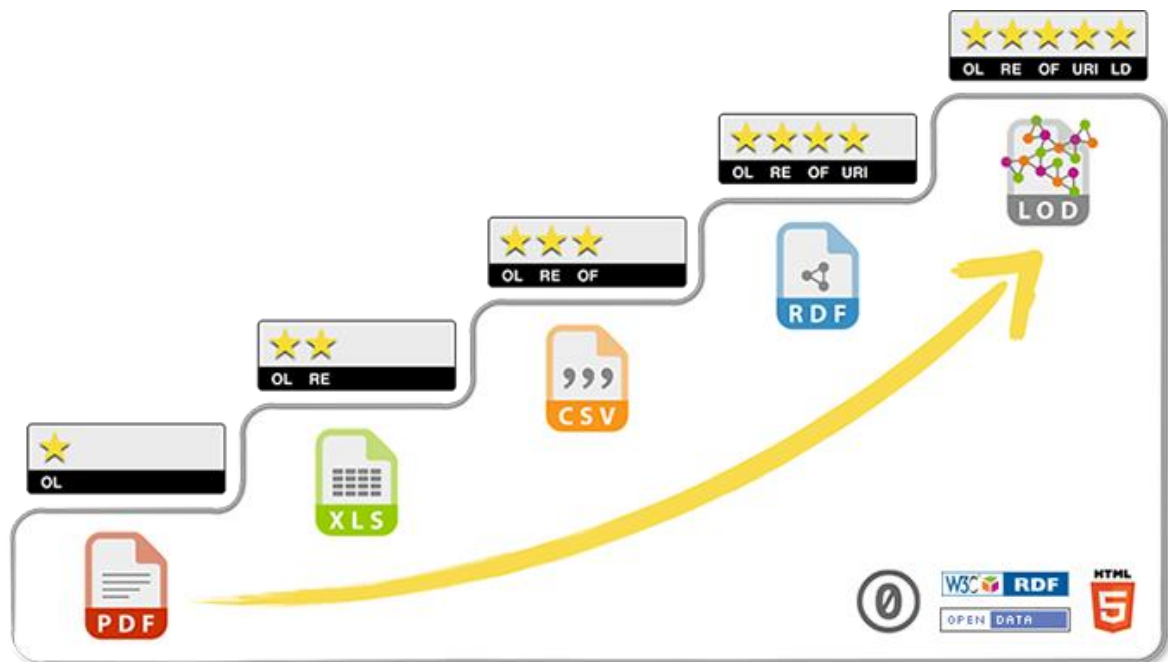 OL RE OF URI LD
OL RE OF URI
LOD
OL RE OF
RDF
OL RE
CSV
OL
XLS
PDF
W3C RDF
OPEN DATA
HTML
5